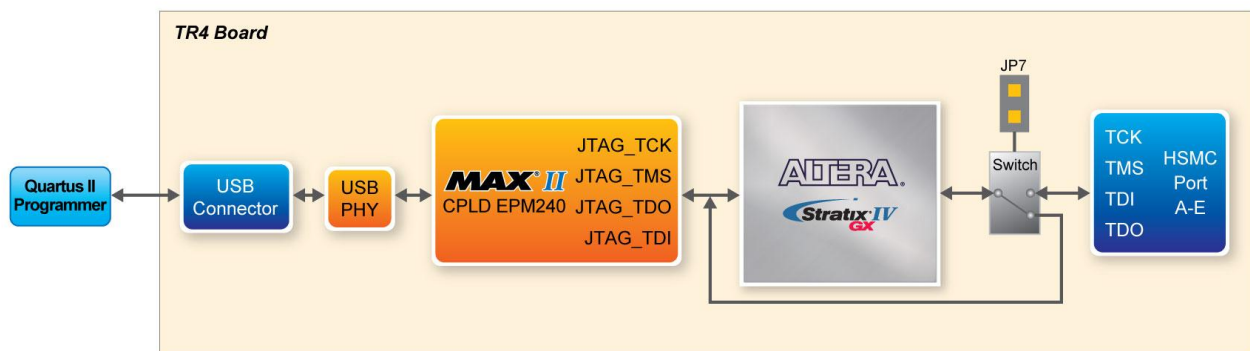 TR4 Board
Quartus II
Programmer
USB
Connector
USB
PHY
MAX® II
CPLD EPM240
JTAG_TCK
JTAG_TMS
JTAG_TDO
JTAG_TDI
ALTERA®
Stratix® IV
GX
JP7
Switch
TCK
TMS
TDI
TDO
HSMC
Port
A-E